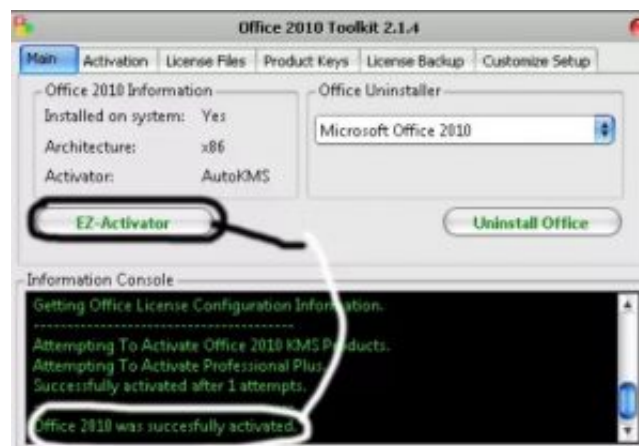 Office 2010 Toolkit 2.1.4
Main Activation License Files Product Keys License Backup Customize Setup
Office 2010 Information
Installed on system: Yes
Architecture: x86
Activator: AutoKMS
EZ-Activator
Office Uninstaller
Microsoft Office 2010
Uninstall Office
Information Console
Getting Office License Configuration Information.
----------------------------------------
Attempting To Activate Office 2010 KMS Products.
Attempting To Activate Professional Plus.
Successfully activated after 1 attempts.
Office 2010 was succesfully activated.